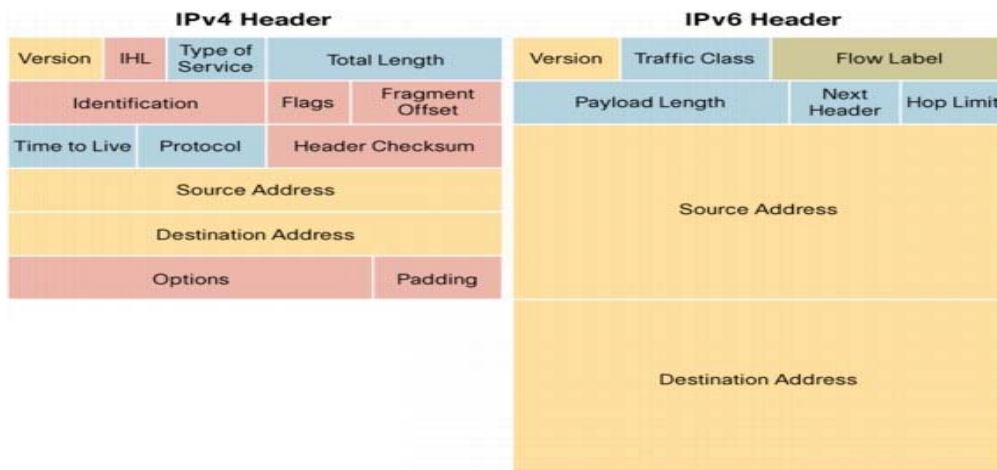 IPv4 Header
Version IHL Type of Service Total Length
Identification Flags Fragment Offset
Time to Live Protocol Header Checksum
Source Address
Destination Address
Options Padding
IPv6 Header
Version Traffic Class Flow Label
Payload Length Next Header Hop Limit
Source Address
Destination Address